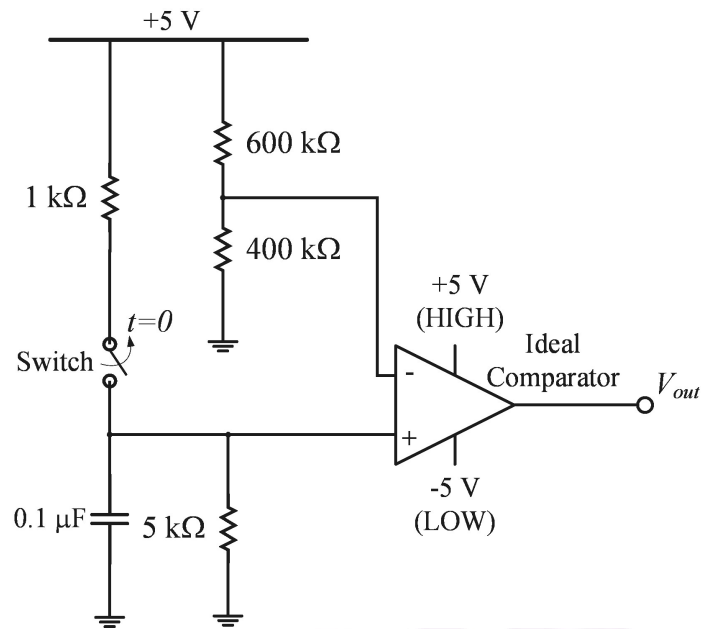 +5 V
600 kΩ
1 kΩ
400 kΩ
t=0
+5 V
(HIGH)
Switch
Ideal
Comparator
V_out
-
+
-5 V
(LOW)
0.1 μF
5 kΩ